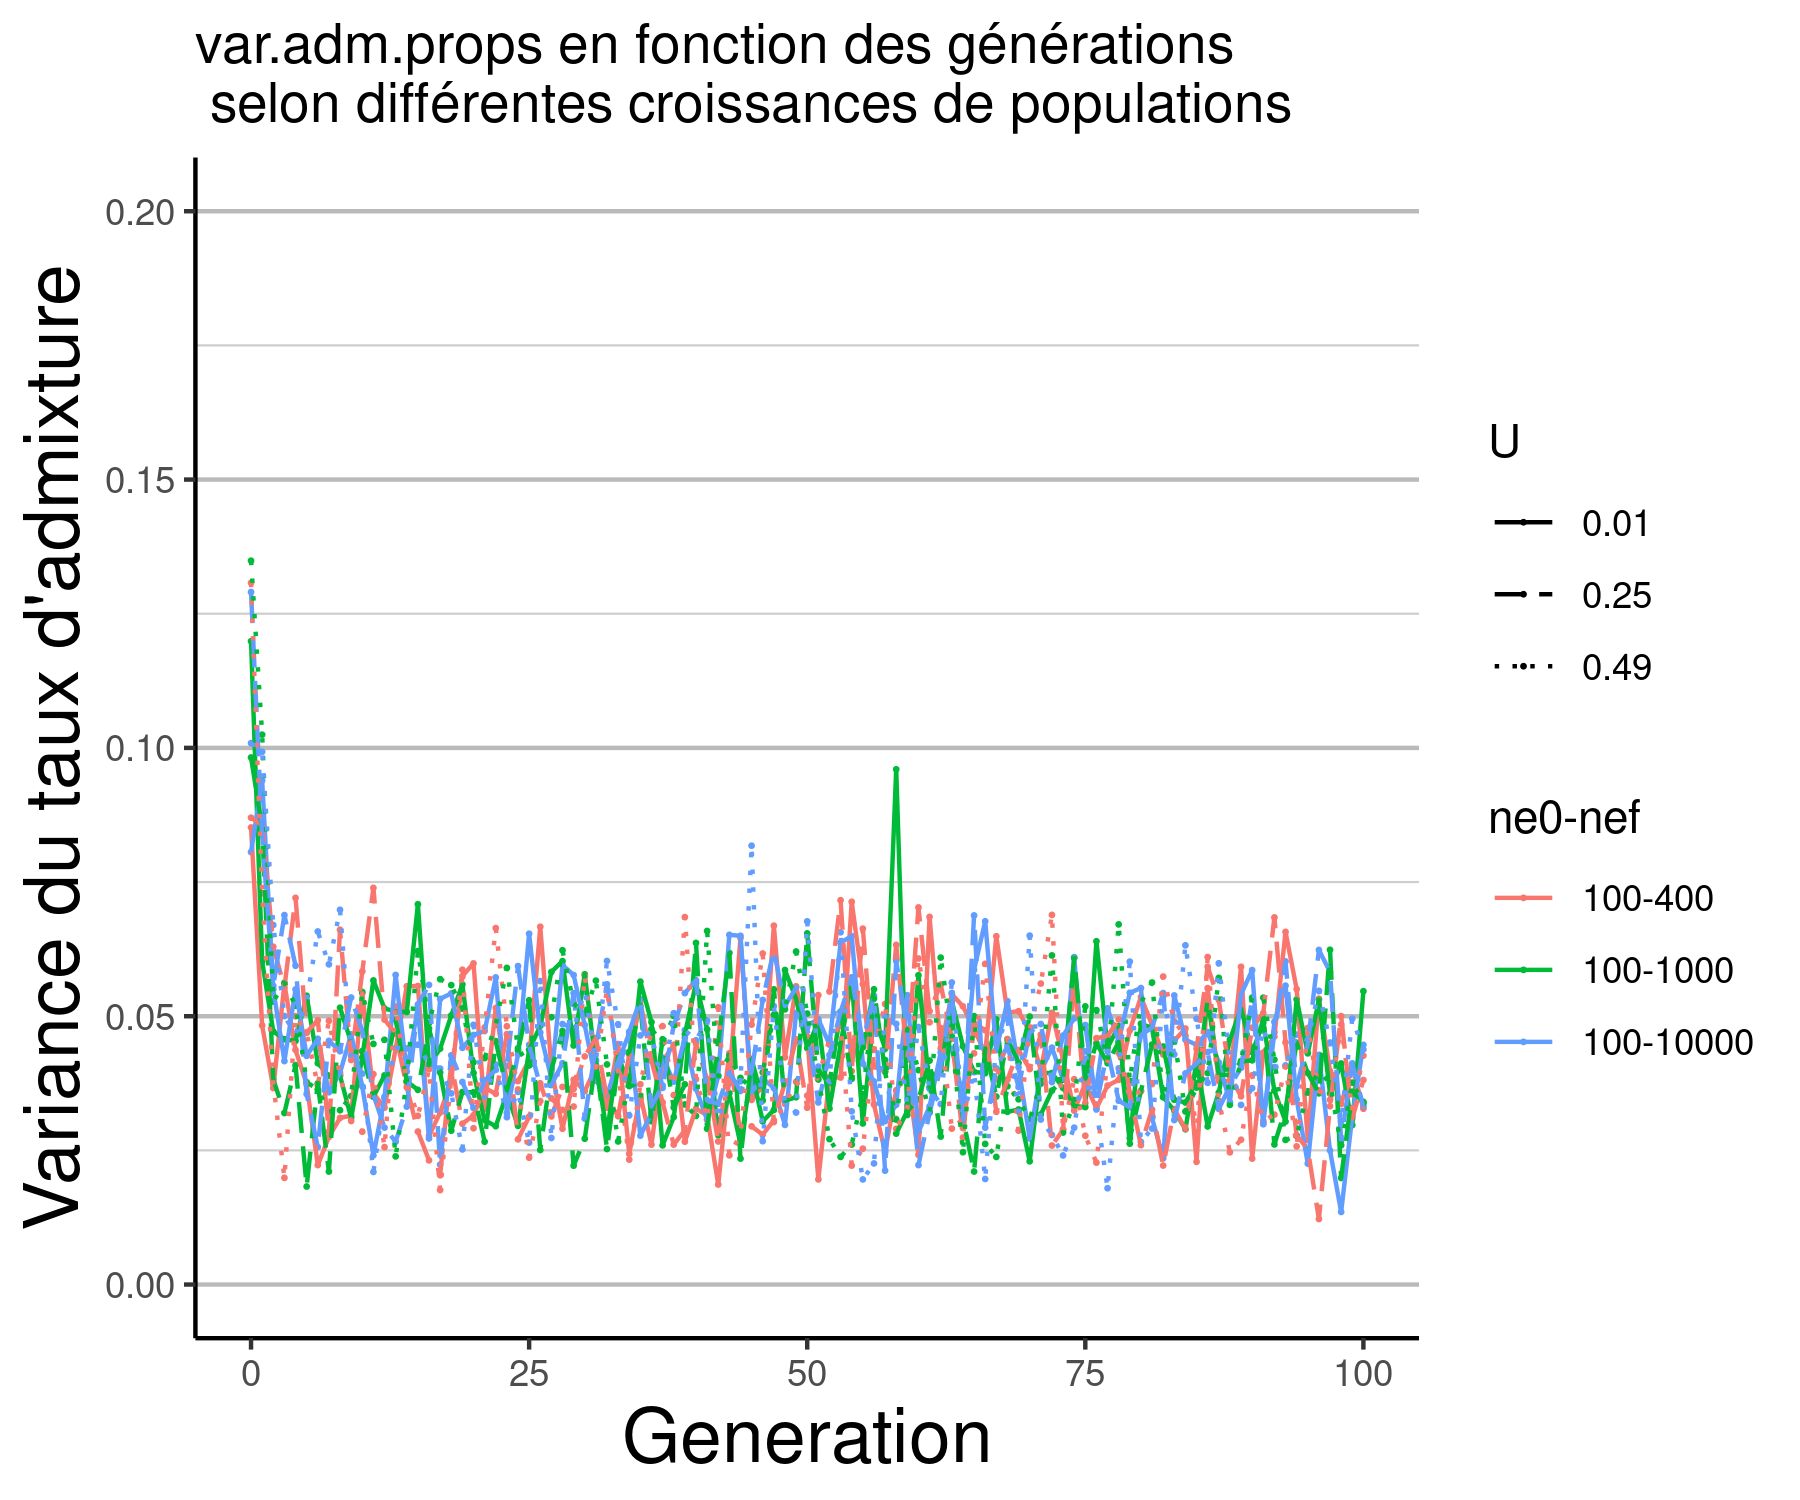 var.adm.props en fonction des générations
selon différentes croissances de populations
Variance du taux d'admixture
0.20
0.15
0.10
0.05
0.00
0
25
50
75
100
Generation
U
0.01
0.25
0.49
ne0-nef
100-400
100-1000
100-10000